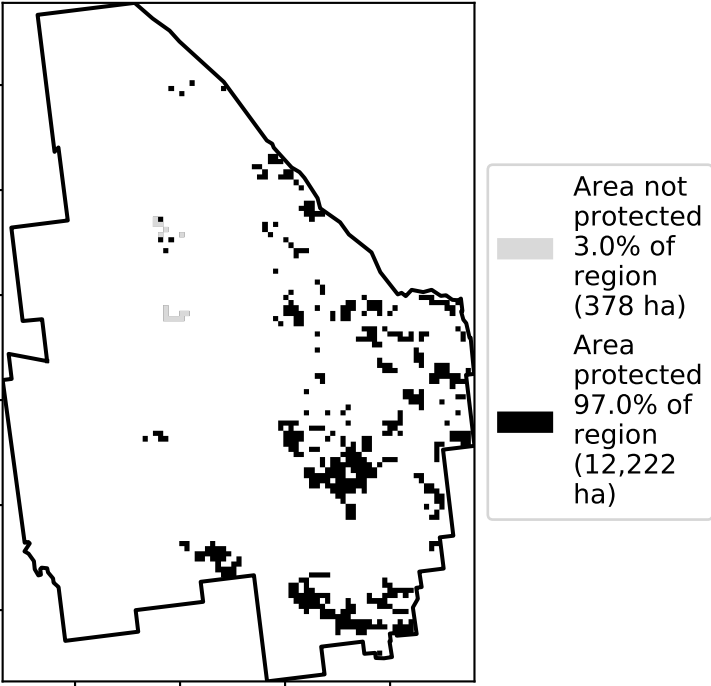 Area not
protected
3.0% of
region
(378 ha)
Area
protected
97.0% of
region
(12,222
ha)